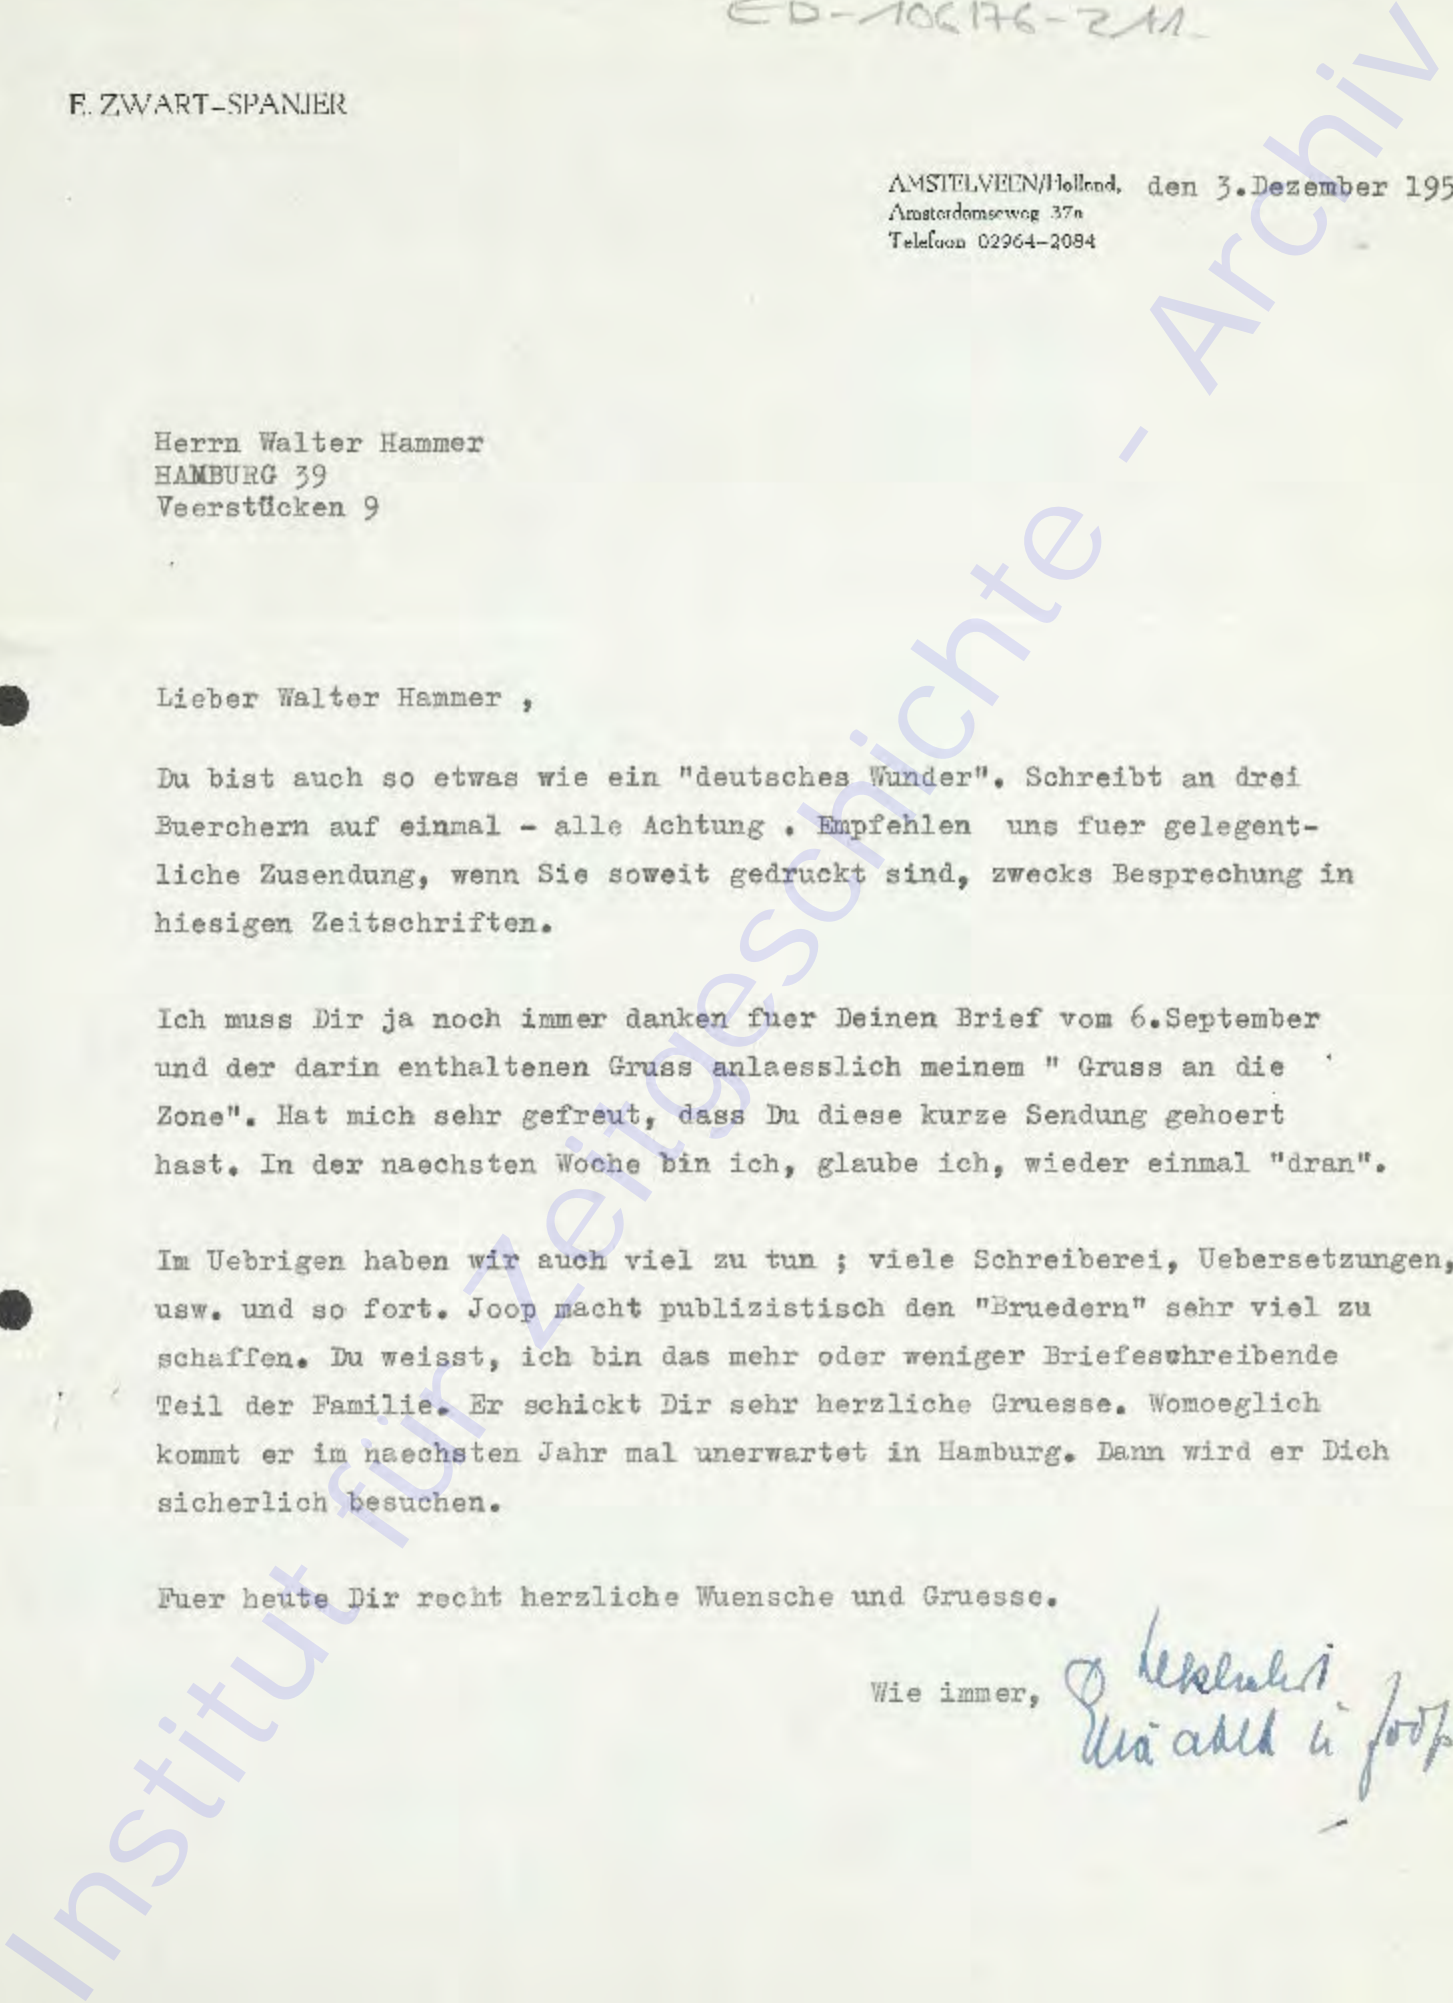 ED-106176-211
E. ZWART-SPANJER
AMSTELVEEN/Holland, den 3.Dezember 195
Amsterdamseweg 37a
Telefoon 02964-2084
Herrn Walter Hammer
HAMBURG 39
Veerstücken 9
Lieber Walter Hammer ,
Du bist auch so etwas wie ein "deutsches Wunder". Schreibt an drei
Buerchern auf einmal - alle Achtung . Empfehlen uns fuer gelegent-
liche Zusendung, wenn Sie soweit gedruckt sind, zwecks Besprechung in
hiesigen Zeitschriften.
Ich muss Dir ja noch immer danken fuer Deinen Brief vom 6.September
und der darin enthaltenen Gruss anlaesslich meinem " Gruss an die
Zone". Hat mich sehr gefreut, dass Du diese kurze Sendung gehoert
hast. In der naechsten Woche bin ich, glaube ich, wieder einmal "dran".
Im Uebrigen haben wir auch viel zu tun ; viele Schreiberei, Uebersetzungen,
usw. und so fort. Joop macht publizistisch den "Bruedern" sehr viel zu
schaffen. Du weisst, ich bin das mehr oder weniger Briefeswhreibende
Teil der Familie. Er schickt Dir sehr herzliche Gruesse. Womoeglich
kommt er im naechsten Jahr mal unerwartet in Hamburg. Dann wird er Dich
sicherlich besuchen.
Fuer heute Dir recht herzliche Wuensche und Gruesse.
Wie immer,
u Joop
Institut für Zeitgeschichte - Archiv